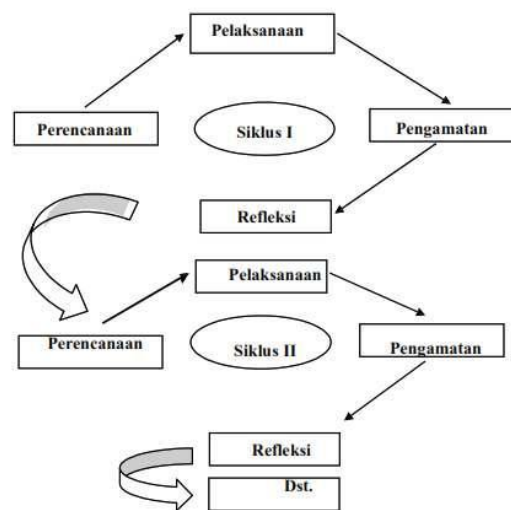 Pelaksanaan
Perencanaan
Siklus I
Pengamatan
Refleksi
Pelaksanaan
Perencanaan
Siklus II
Pengamatan
Refleksi
Dst.